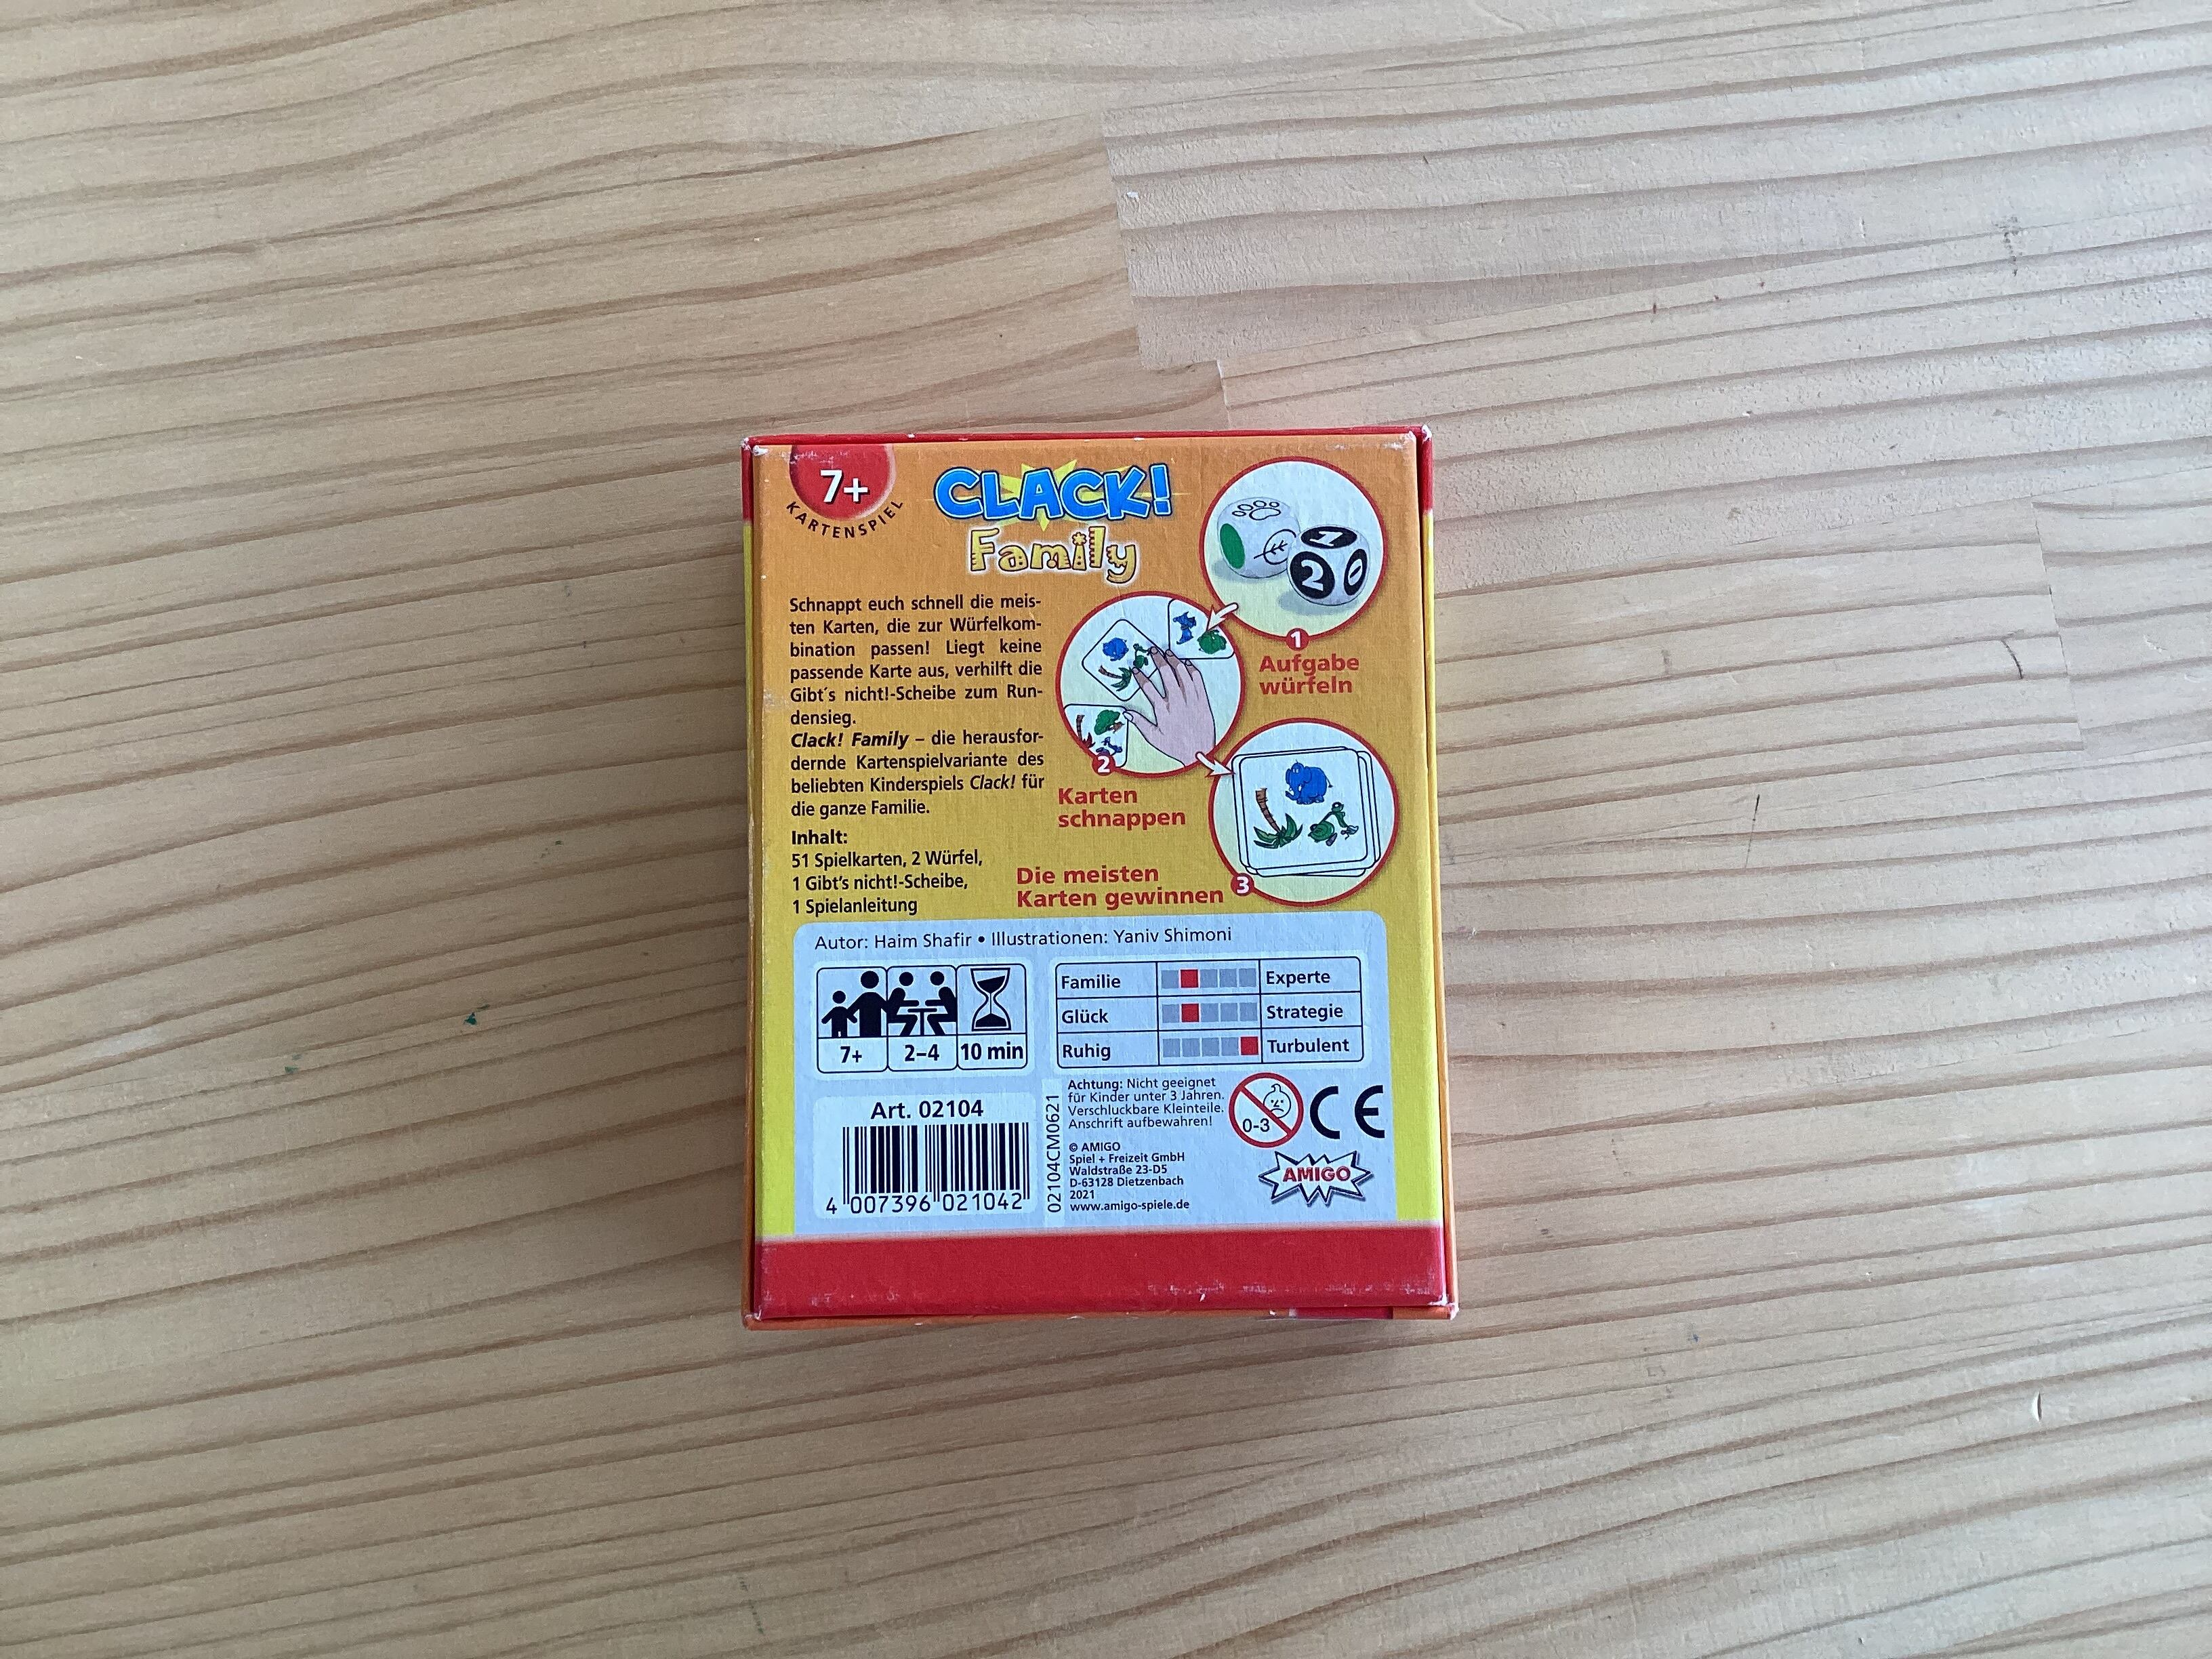 7+
KARTENSPIEL
CLACK!
Family
Schnappt euch schnell die meis-
ten Karten, die zur Würfelkom-
bination passen! Liegt keine
passende Karte aus, verhilft die
Gibt´s nicht!-Scheibe zum Run-
densieg.
Clack! Family – die herausfor-
dernde Kartenspielvariante des
beliebten Kinderspiels Clack! für
die ganze Familie.
Inhalt:
51 Spielkarten, 2 Würfel,
1 Gibt's nicht!-Scheibe,
1 Spielanleitung
1
2
0
1
Aufgabe
würfeln
2
Karten
schnappen
Die meisten
Karten gewinnen
3
Autor: Haim Shafir • Illustrationen: Yaniv Shimoni
7+
2–4
10 min
Familie Experte
Glück Strategie
Ruhig Turbulent
Art. 02104
4 007396 021042
02104CM0621
Achtung: Nicht geeignet
für Kinder unter 3 Jahren.
Verschluckbare Kleinteile.
Anschrift aufbewahren!
0-3
CE
© AMIGO
Spiel + Freizeit GmbH
Waldstraße 23-D5
D-63128 Dietzenbach
2021
www.amigo-spiele.de
AMIGO